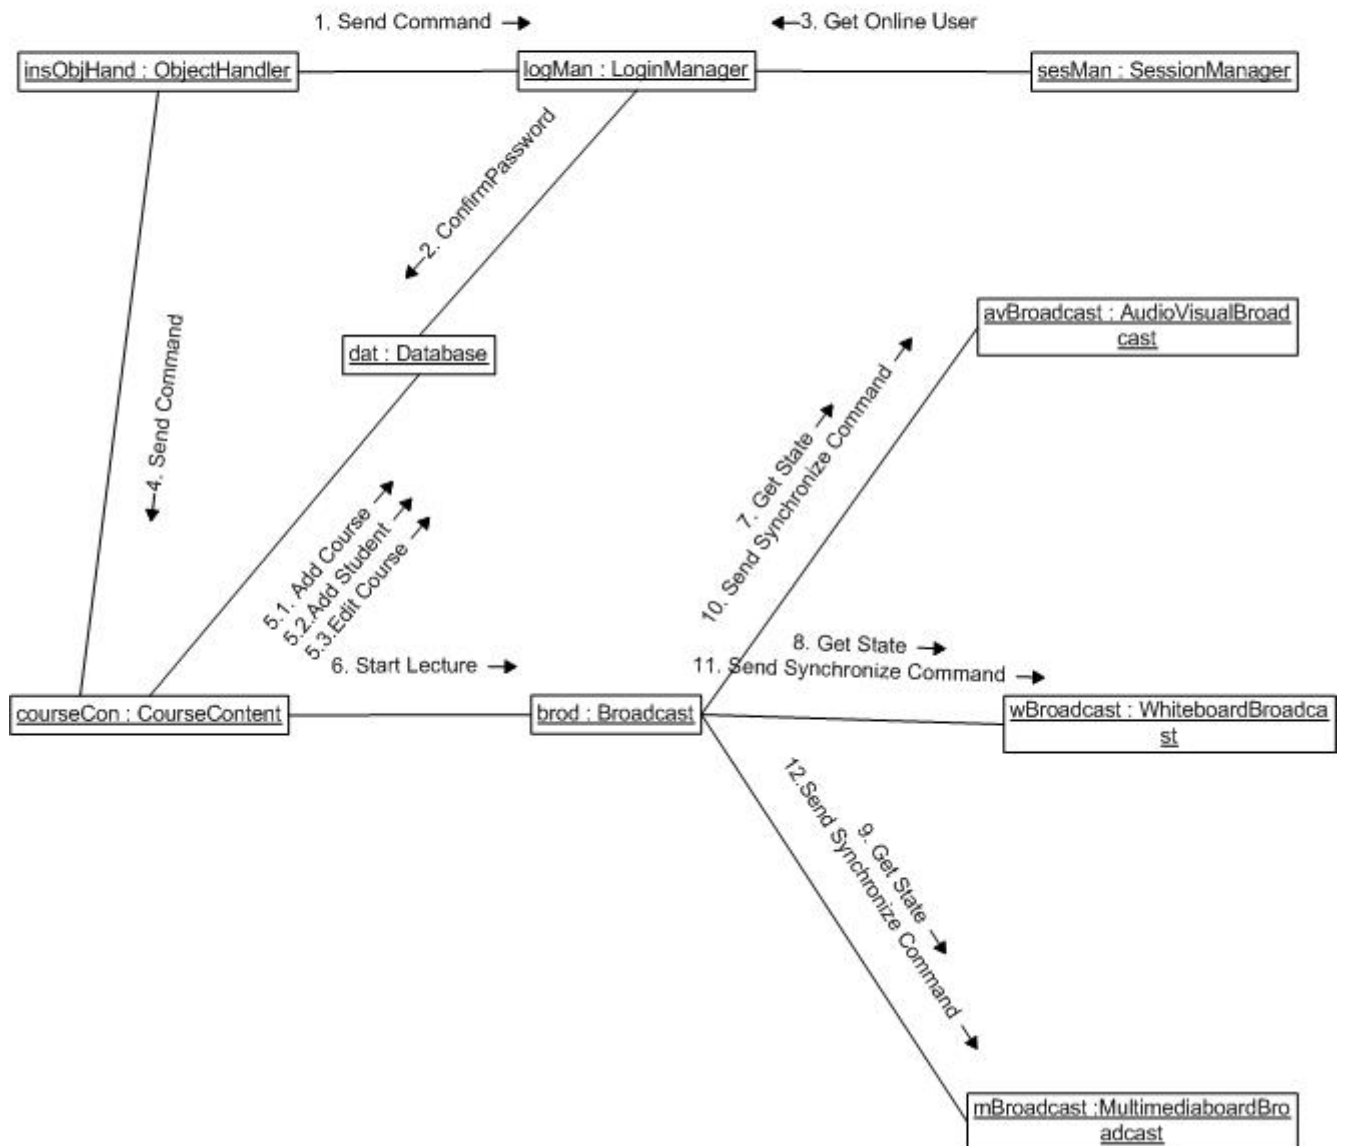 1. Send Command
3. Get Online User
insObjHand : ObjectHandler
logMan : LoginManager
sesMan : SessionManager
2. ConfirmPassword
avBroadcast : AudioVisualBroad
cast
4. Send Command
dat : Database
7. Get State
10. Send Synchronize Command
5.1. Add Course
5.2.Add Student
5.3.Edit Course
6. Start Lecture
8. Get State
11. Send Synchronize Command
courseCon : CourseContent
brod : Broadcast
wBroadcast : WhiteboardBroadca
st
9. Get State
12.Send Synchronize Command
mBroadcast :MultimediaboardBro
adcast